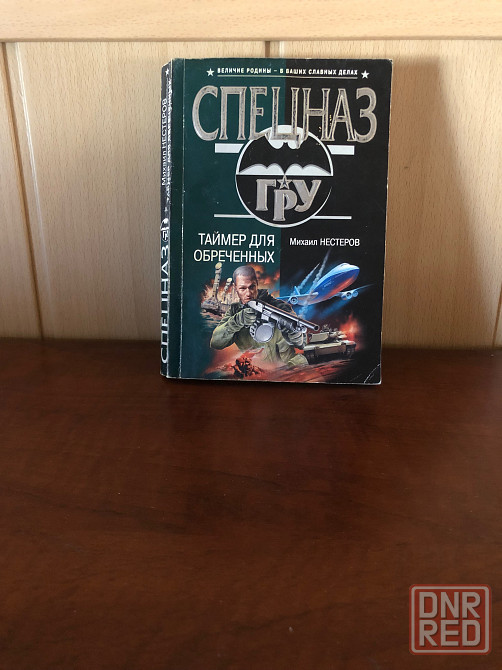 ★ ВЕЛИЧИЕ РОДИНЫ – В ВАШИХ СЛАВНЫХ ДЕЛАХ ★
СПЕЦНАЗ
ГРУ
ТАЙМЕР ДЛЯ
ОБРЕЧЕННЫХ
Михаил НЕСТЕРОВ
СПЕЦНАЗ
Михаил НЕСТЕРОВ
DNR
RED